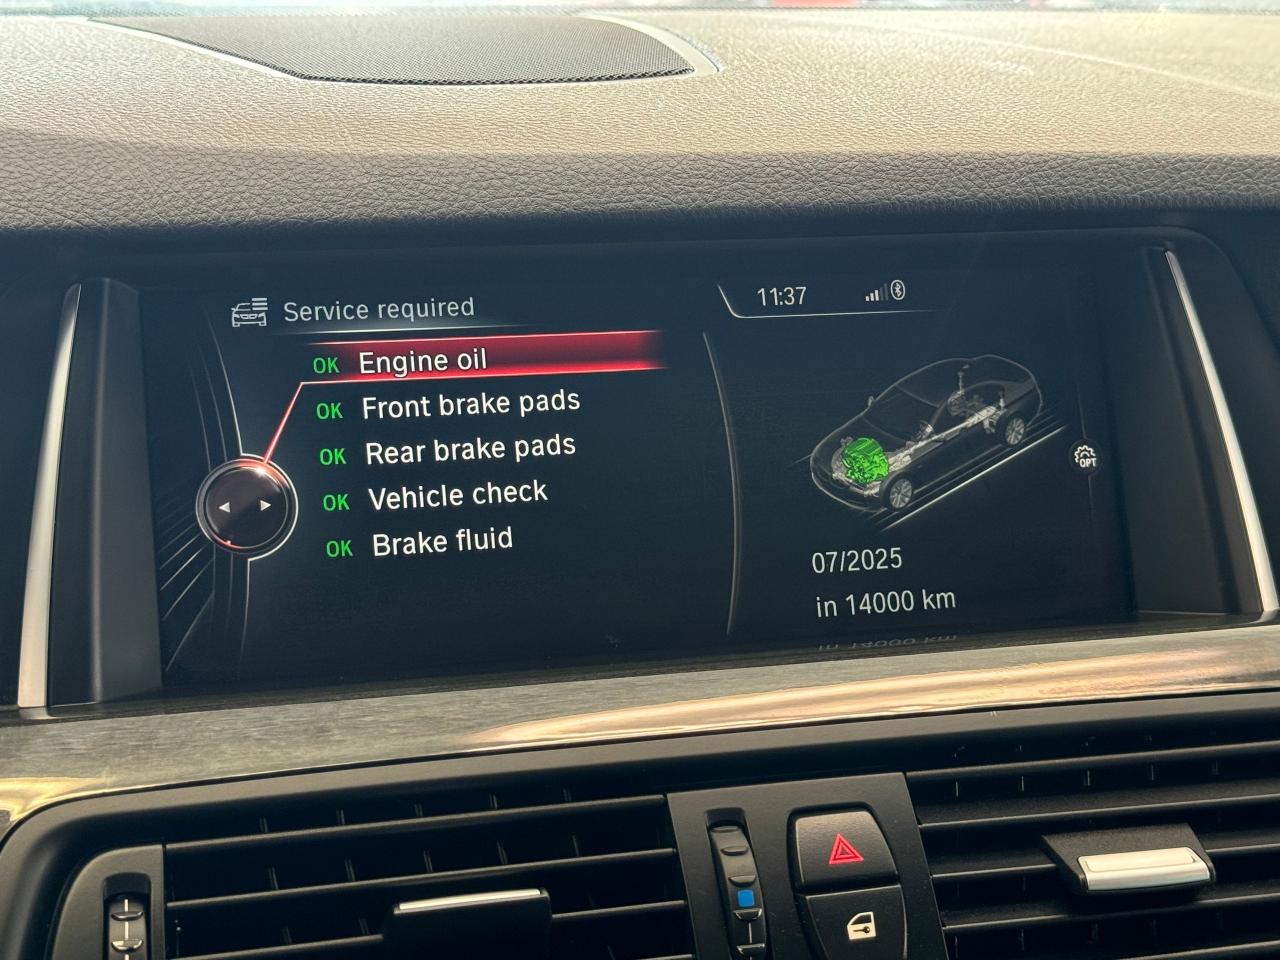 Service required
11:37
OK Engine oil
OK Front brake pads
OK Rear brake pads
OK Vehicle check
OK Brake fluid
OPT
07/2025
in 14000 km